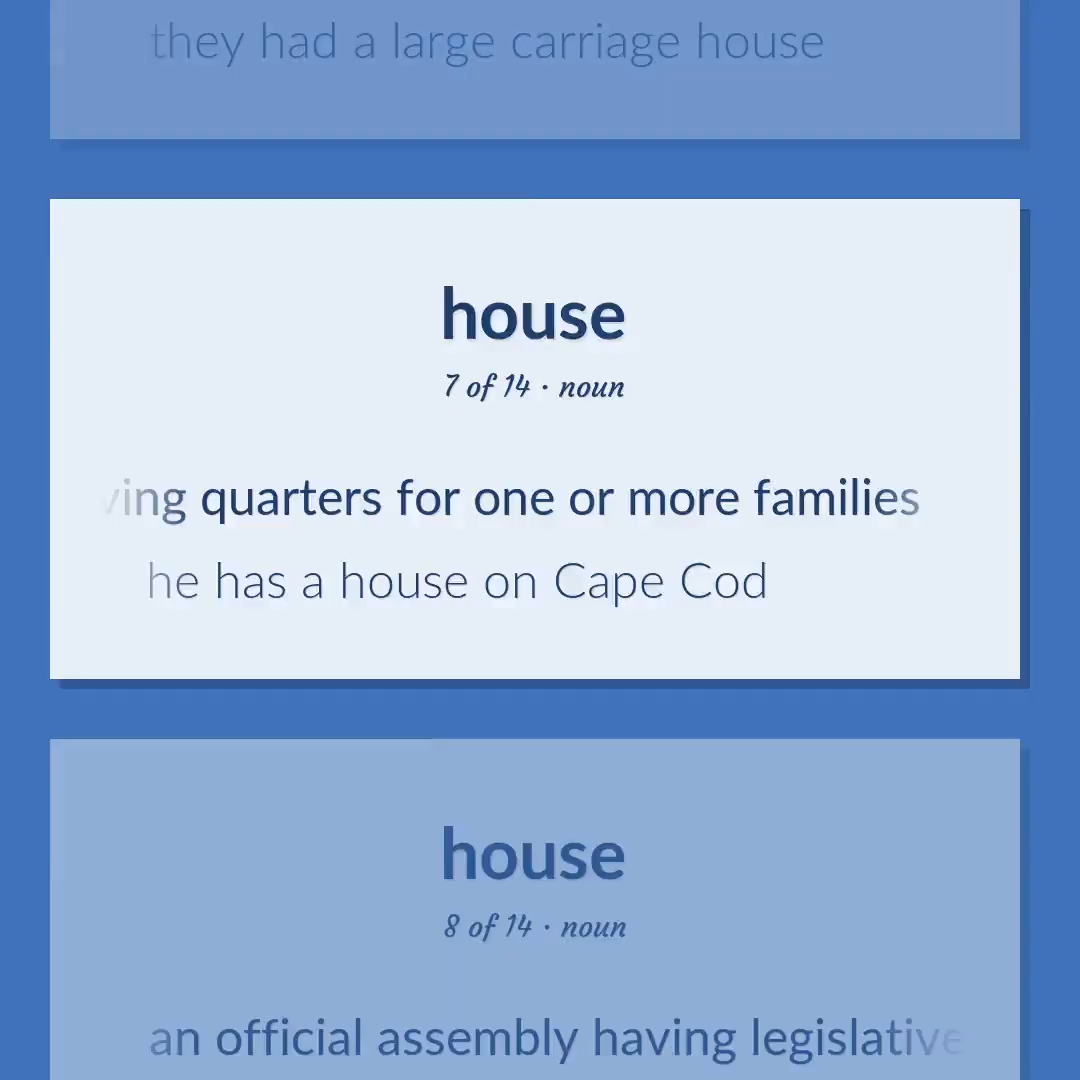 they had a large carriage house
house
7 of 14 · noun
ving quarters for one or more families
he has a house on Cape Cod
house
8 of 14 · noun
an official assembly having legislative